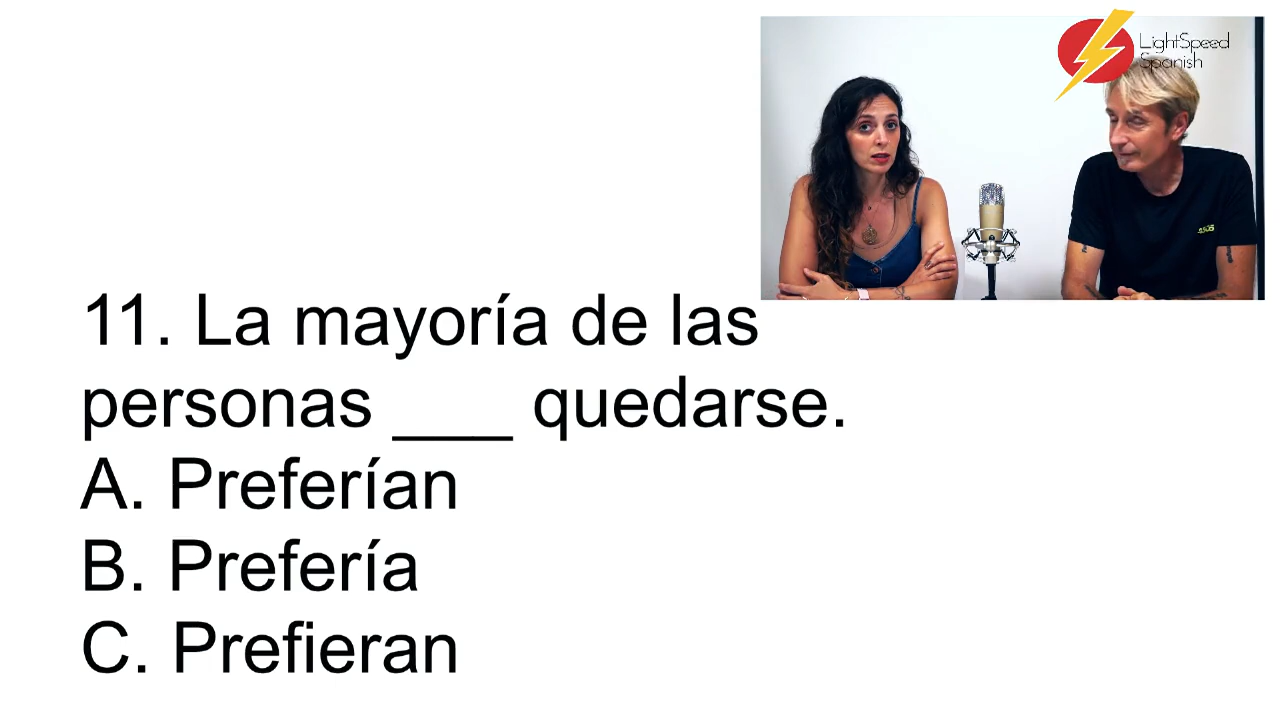 LightSpeed
Spanish
11. La mayoría de las
personas ___ quedarse.
A. Preferían
B. Prefería
C. Prefieran